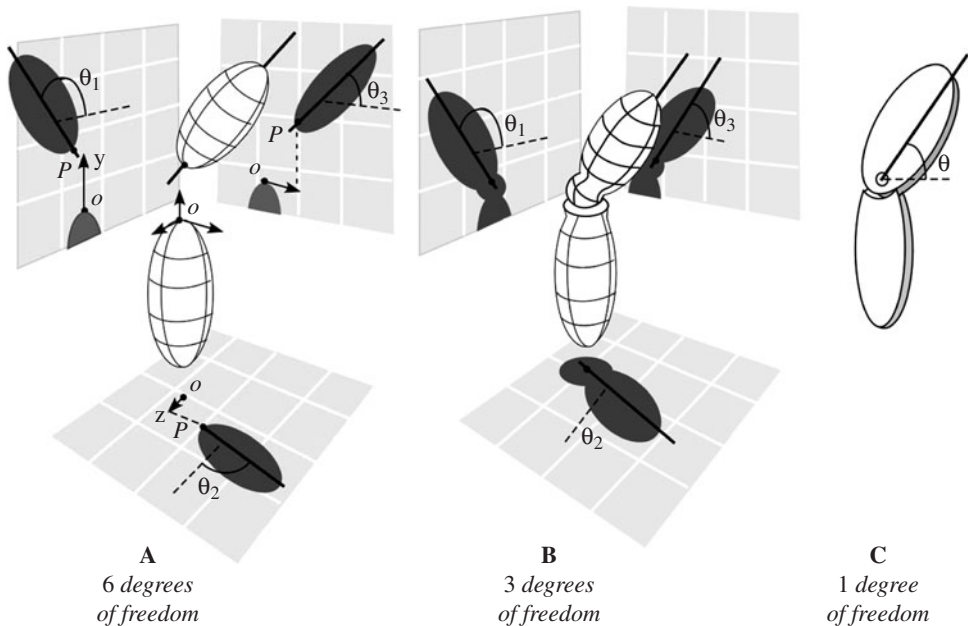 θ1
P
y
o
o
P
θ3
o
z
o
P
θ2
A
6 degrees
of freedom
θ1
θ3
θ2
B
3 degrees
of freedom
θ
C
1 degree
of freedom